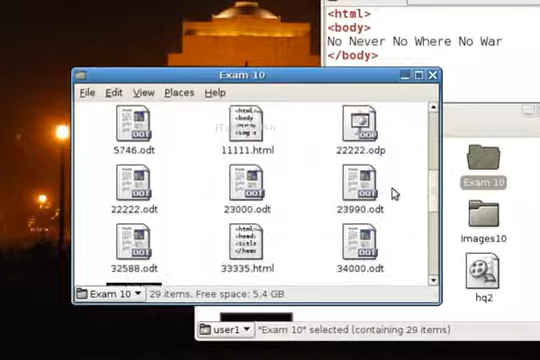 <html>
<body>
No Never No Where No War
</body>
Exam 10
File Edit View Places Help
5746.odt 11111.html 22222.odp
22222.odt 23000.odt 23990.odt
32588.odt 33335.html 34000.odt
Exam 10 29 items, Free space: 5.4 GB
Exam 10
Images10
hq2
user1 "Exam 10" selected (containing 29 items)